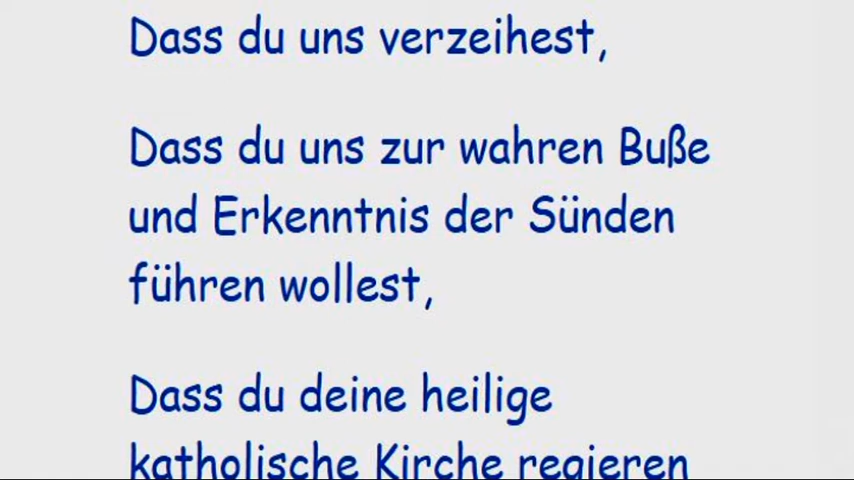 Dass du uns verzeihest,
Dass du uns zur wahren Buße
und Erkenntnis der Sünden
führen wollest,
Dass du deine heilige
katholische Kirche regieren